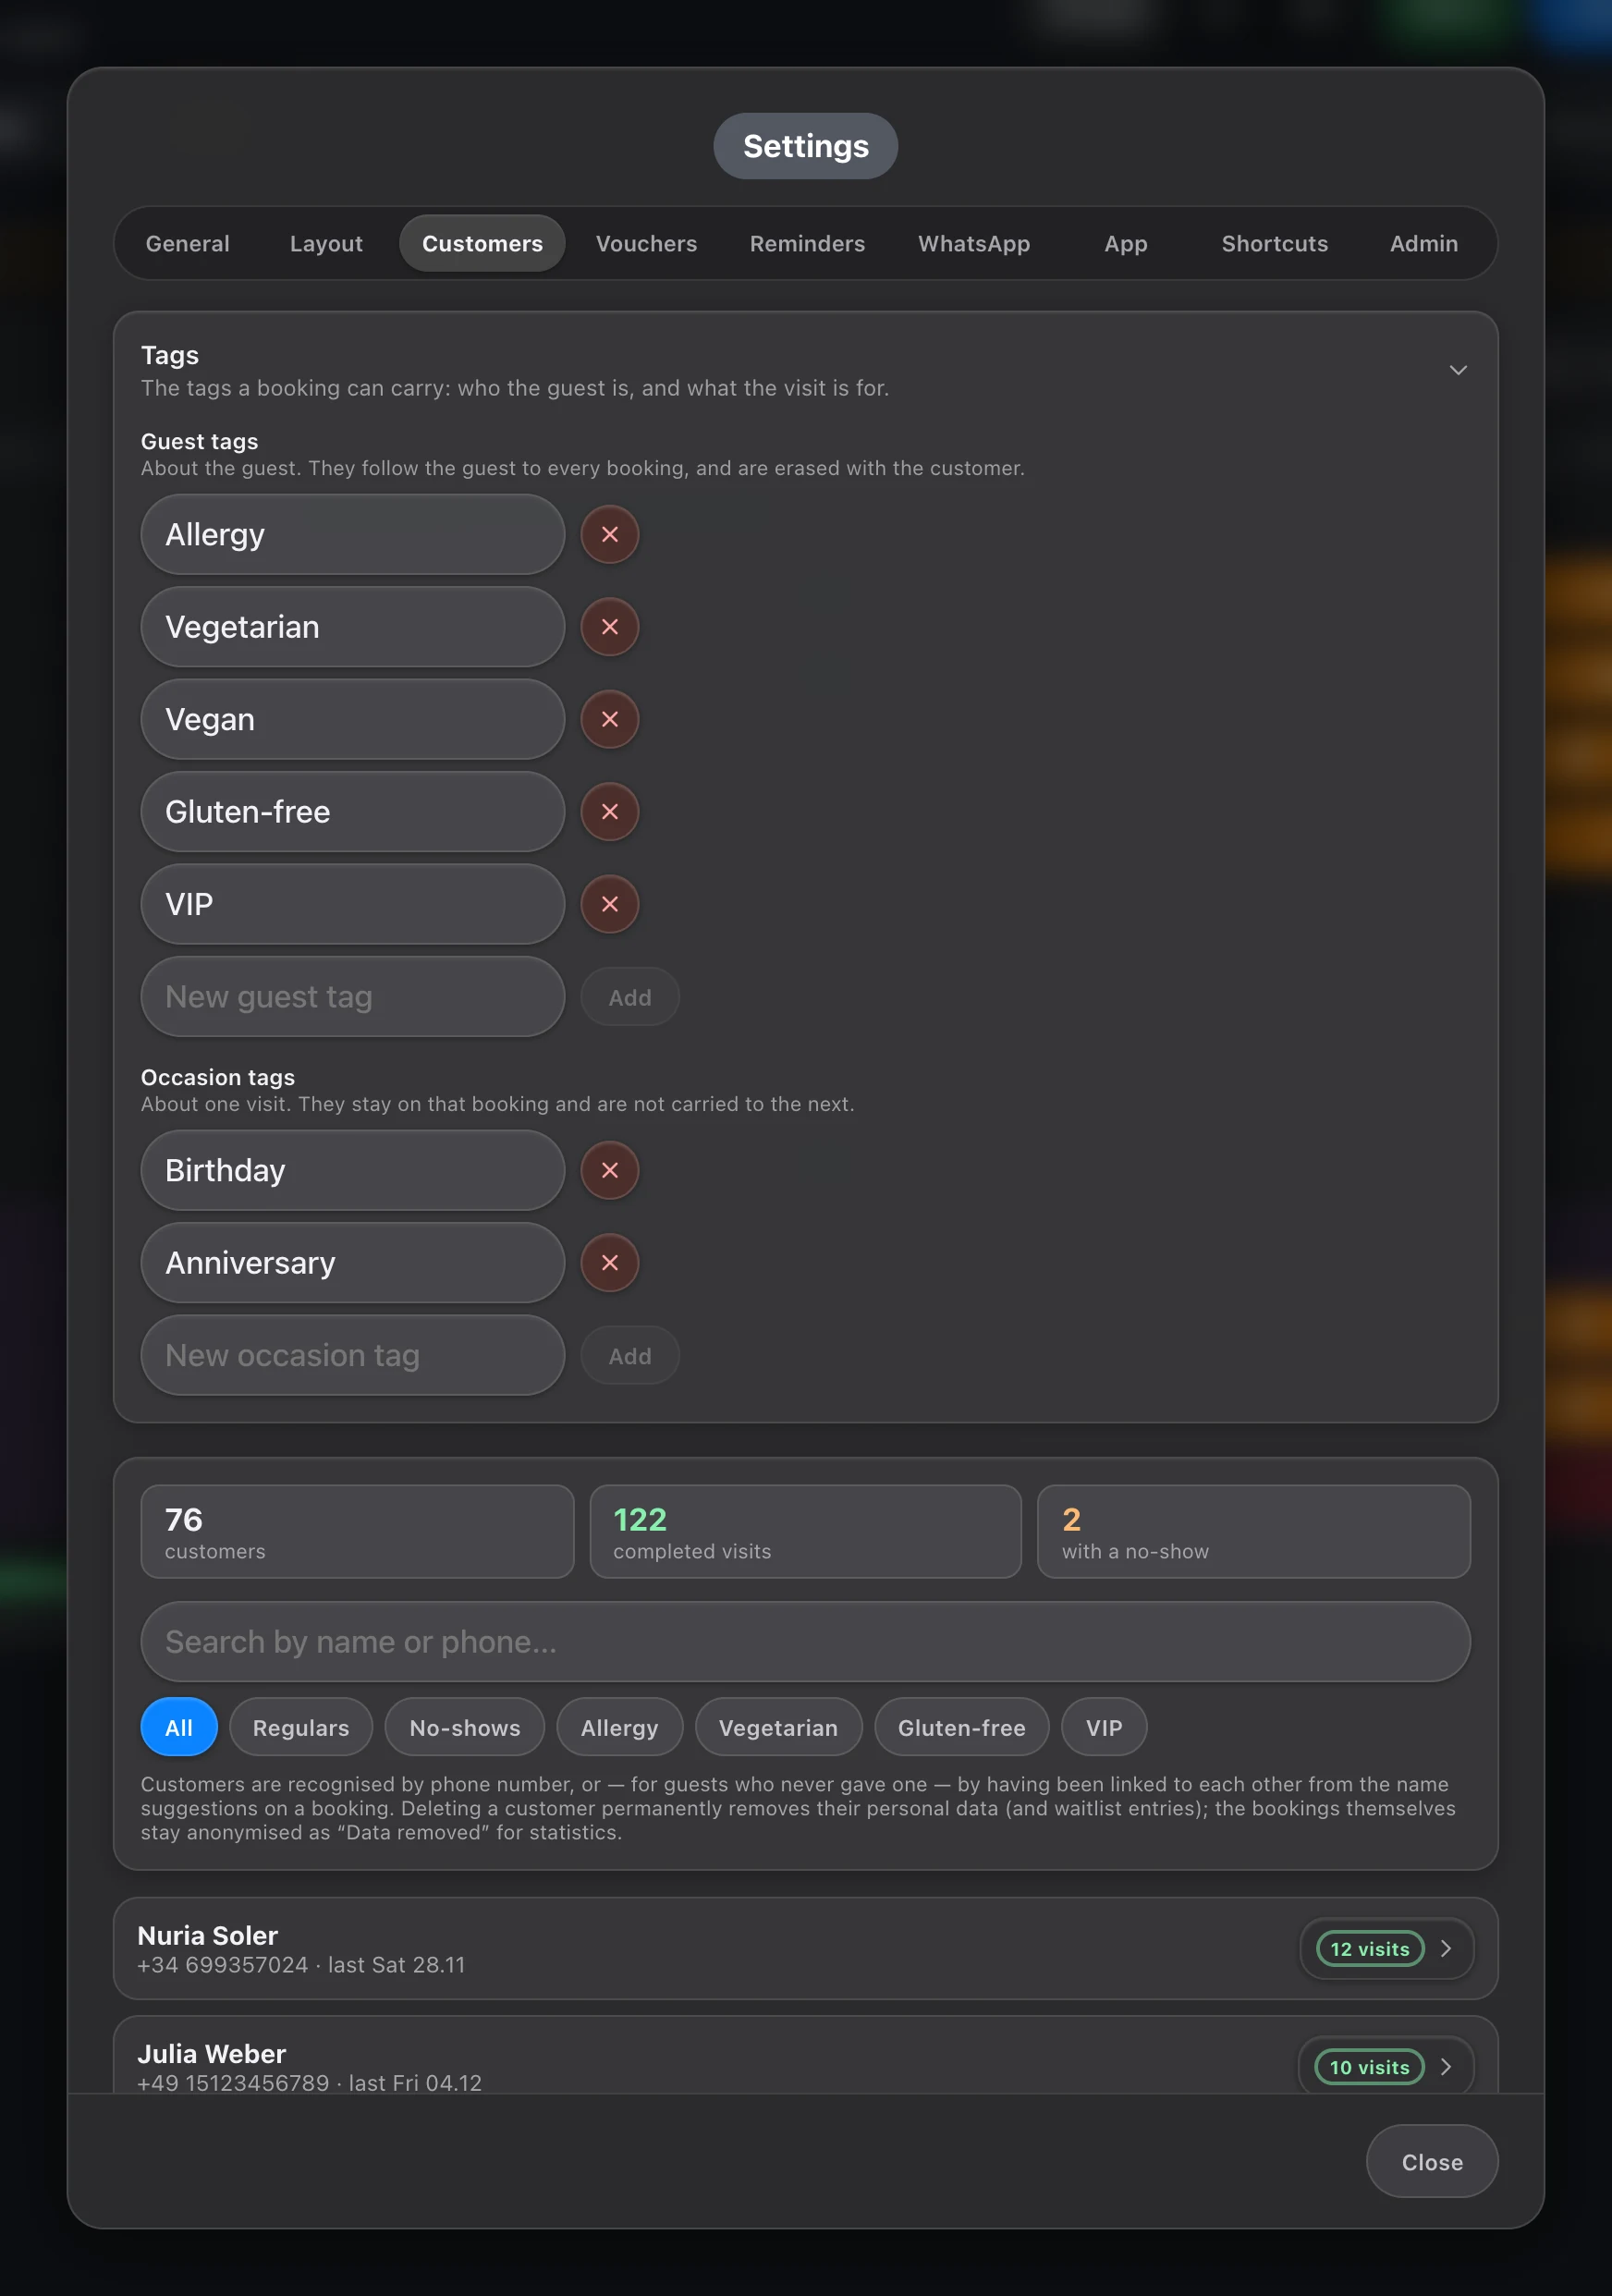 Settings
General Layout Customers Vouchers Reminders WhatsApp App Shortcuts Admin
Tags
The tags a booking can carry: who the guest is, and what the visit is for.
Guest tags
About the guest. They follow the guest to every booking, and are erased with the customer.
Allergy
Vegetarian
Vegan
Gluten-free
VIP
New guest tag Add
Occasion tags
About one visit. They stay on that booking and are not carried to the next.
Birthday
Anniversary
New occasion tag Add
76 122 2
customers completed visits with a no-show
Search by name or phone...
All Regulars No-shows Allergy Vegetarian Gluten-free VIP
Customers are recognised by phone number, or — for guests who never gave one — by having been linked to each other from the name
suggestions on a booking. Deleting a customer permanently removes their personal data (and waitlist entries); the bookings themselves
stay anonymised as “Data removed” for statistics.
Nuria Soler
+34 699357024 · last Sat 28.11
12 visits
Julia Weber
+49 15123456789 · last Fri 04.12
10 visits
Close